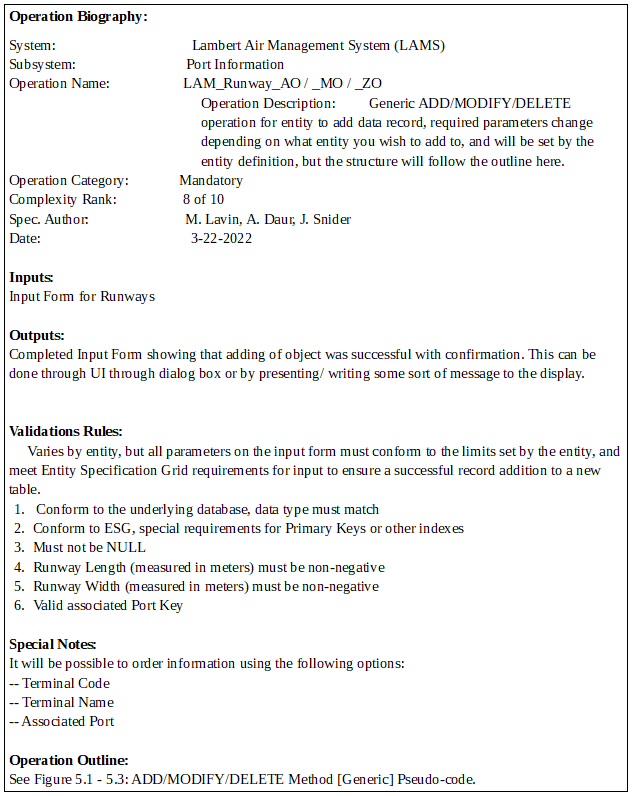 Operation Biography:
System: Lambert Air Management System (LAMS)
Subsystem: Port Information
Operation Name: LAM_Runway_AO / _MO / _ZO
Operation Description: Generic ADD/MODIFY/DELETE
operation for entity to add data record, required parameters change
depending on what entity you wish to add to, and will be set by the
entity definition, but the structure will follow the outline here.
Operation Category: Mandatory
Complexity Rank: 8 of 10
Spec. Author: M. Lavin, A. Daur, J. Snider
Date: 3-22-2022
Inputs:
Input Form for Runways
Outputs:
Completed Input Form showing that adding of object was successful with confirmation. This can be
done through UI through dialog box or by presenting/ writing some sort of message to the display.
Validations Rules:
Varies by entity, but all parameters on the input form must conform to the limits set by the entity, and
meet Entity Specification Grid requirements for input to ensure a successful record addition to a new
table.
1. Conform to the underlying database, data type must match
2. Conform to ESG, special requirements for Primary Keys or other indexes
3. Must not be NULL
4. Runway Length (measured in meters) must be non-negative
5. Runway Width (measured in meters) must be non-negative
6. Valid associated Port Key
Special Notes:
It will be possible to order information using the following options:
-- Terminal Code
-- Terminal Name
-- Associated Port
Operation Outline:
See Figure 5.1 - 5.3: ADD/MODIFY/DELETE Method [Generic] Pseudo-code.